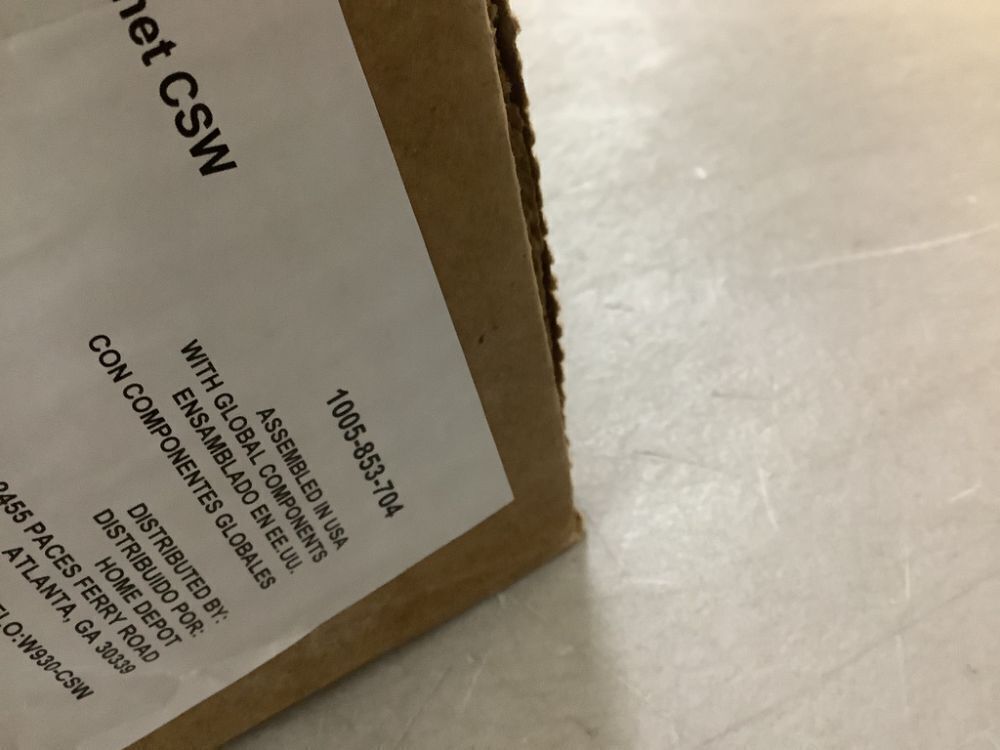 net CSW
1005-853-704
ASSEMBLED IN USA
WITH GLOBAL COMPONENTS
ENSAMBLADO EN EE.UU.
CON COMPONENTES GLOBALES
DISTRIBUTED BY:
DISTRIBUIDO POR:
HOME DEPOT
2455 PACES FERRY ROAD
ATLANTA, GA 30339
ELO:W930-CSW